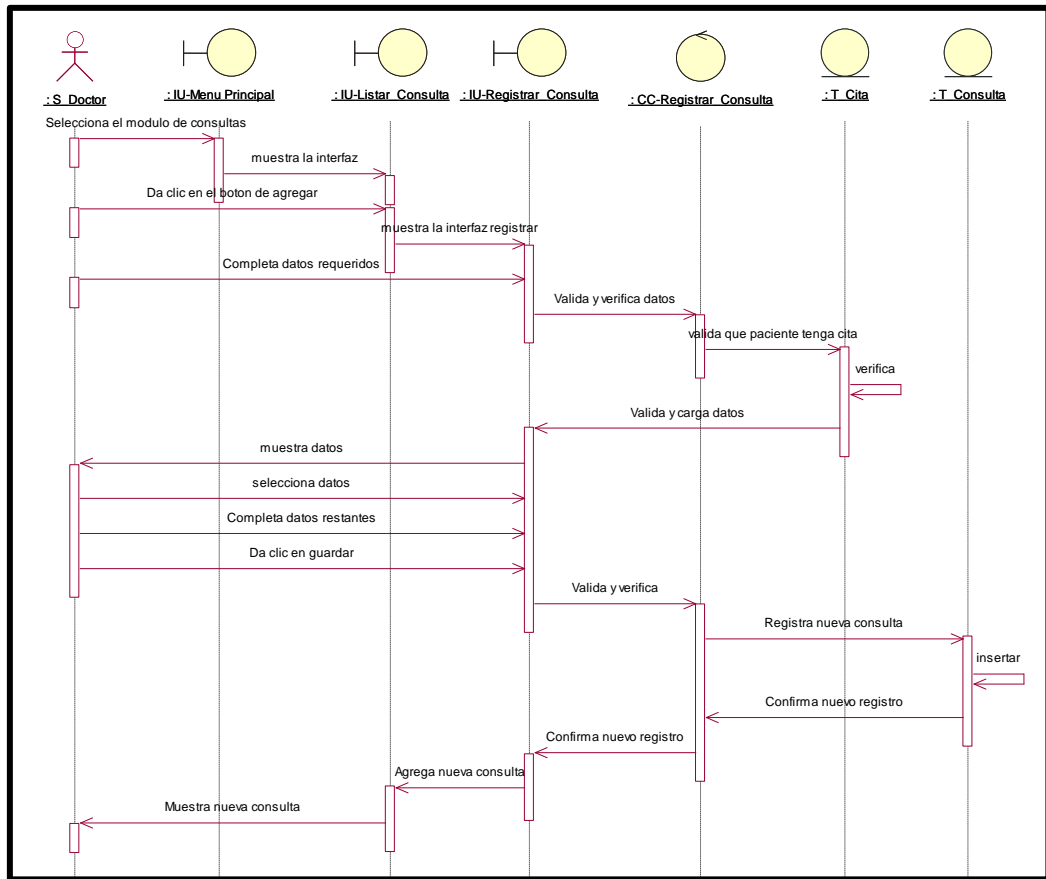 : S_Doctor
: IU-Menu Principal
: IU-Listar_Consulta
: IU-Registrar_Consulta
: CC-Registrar_Consulta
: T_Cita
: T_Consulta
Selecciona el modulo de consultas
muestra la interfaz
Da clic en el boton de agregar
muestra la interfaz registrar
Completa datos requeridos
Valida y verifica datos
valida que paciente tenga cita
verifica
Valida y carga datos
muestra datos
selecciona datos
Completa datos restantes
Da clic en guardar
Valida y verifica
Registra nueva consulta
insertar
Confirma nuevo registro
Confirma nuevo registro
Agrega nueva consulta
Muestra nueva consulta